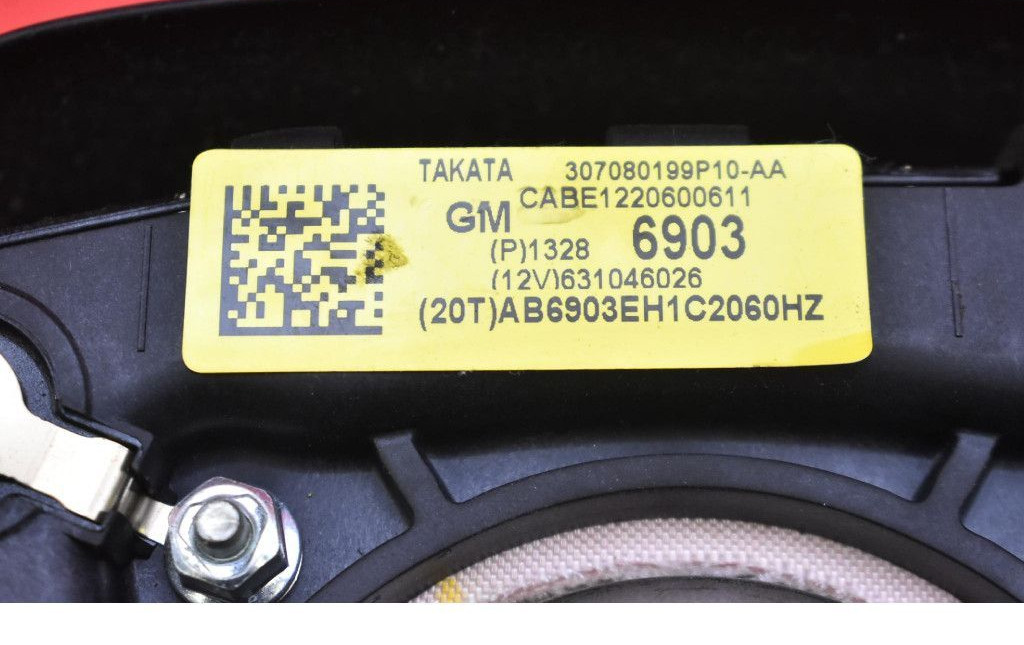 TAKATA 307080199P10-AA
CABE1220600611
GM
(P)1328 6903
(12V)631046026
(20T)AB6903EH1C2060HZ